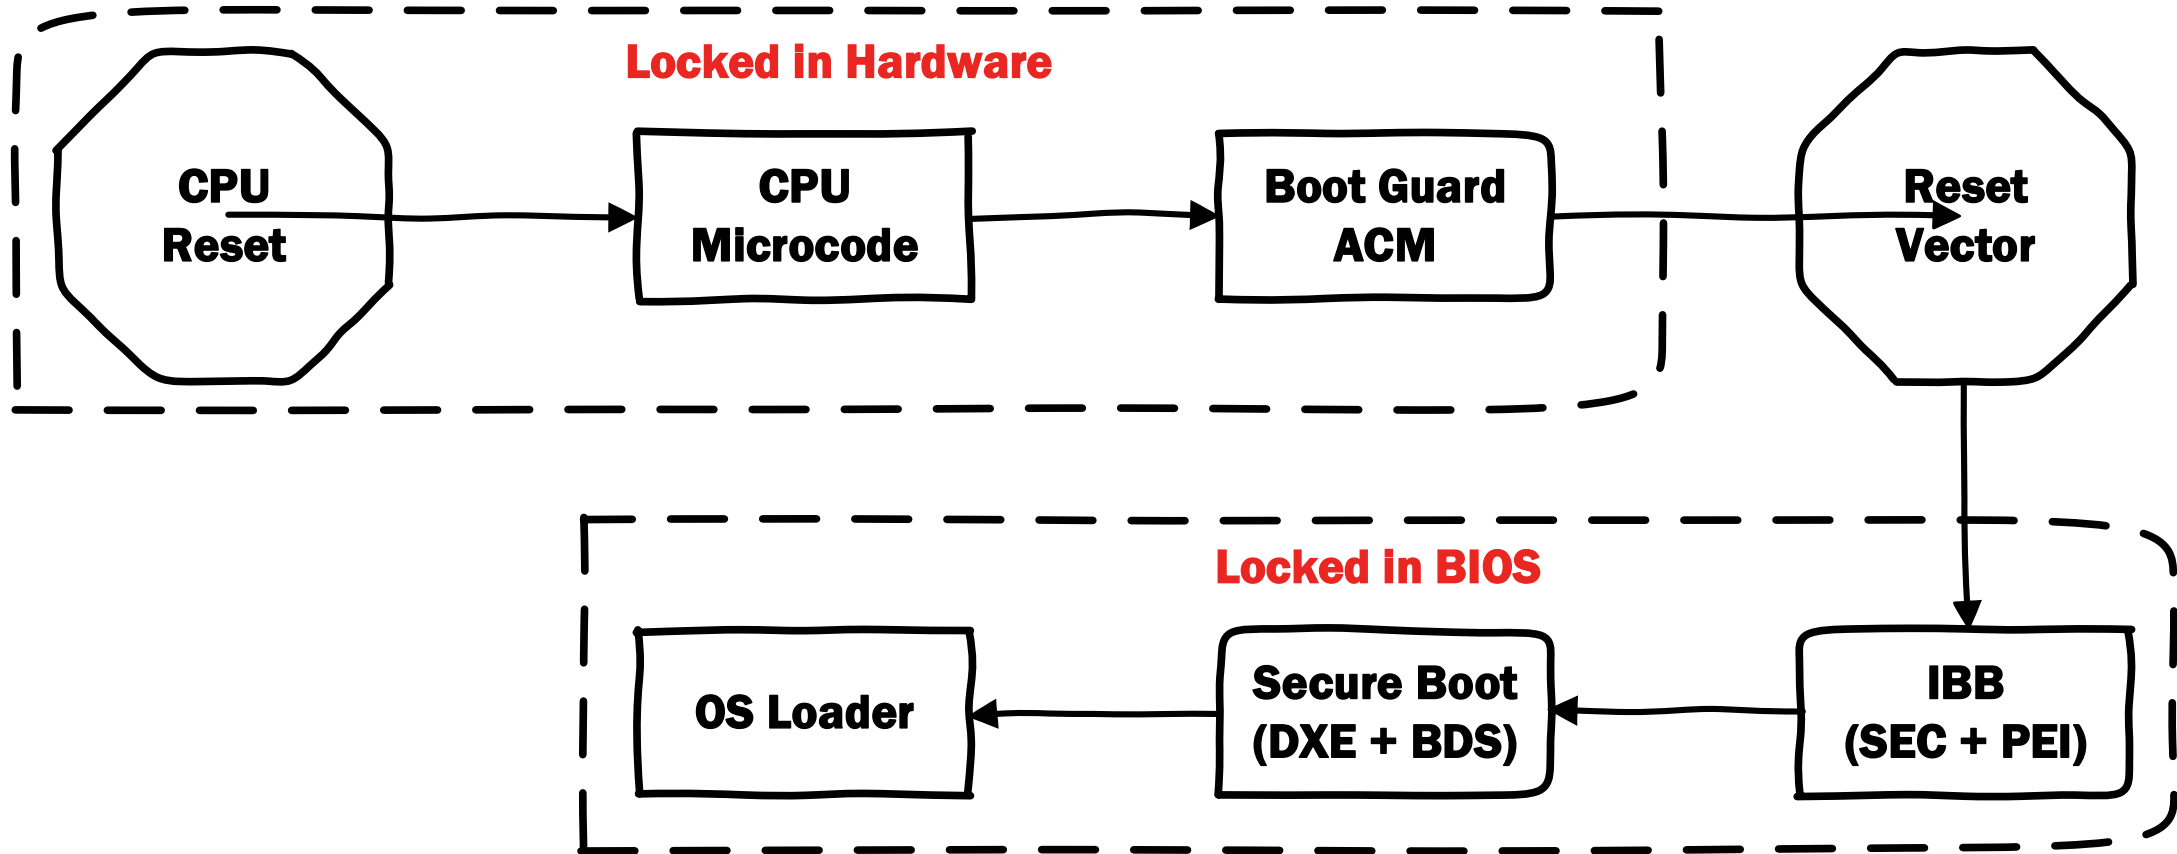 Locked in Hardware
CPU
Reset
CPU
Microcode
Boot Guard
ACM
Reset
Vector
Locked in BIOS
OS Loader
Secure Boot
(DXE + BDS)
IBB
(SEC + PEI)